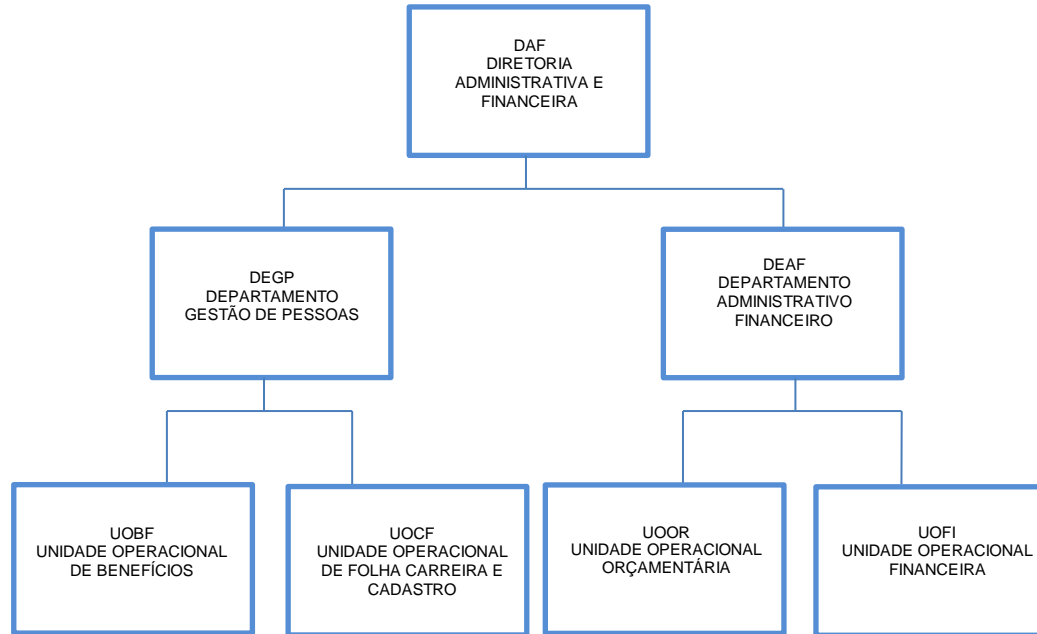 DAF
DIRETORIA
ADMINISTRATIVA E
FINANCEIRA
DEGP
DEPARTAMENTO
GESTÃO DE PESSOAS
DEAF
DEPARTAMENTO
ADMINISTRATIVO
FINANCEIRO
UOBF
UNIDADE OPERACIONAL
DE BENEFÍCIOS
UOCF
UNIDADE OPERACIONAL
DE FOLHA CARREIRA E
CADASTRO
UOOR
UNIDADE OPERACIONAL
ORÇAMENTÁRIA
UOFI
UNIDADE OPERACIONAL
FINANCEIRA